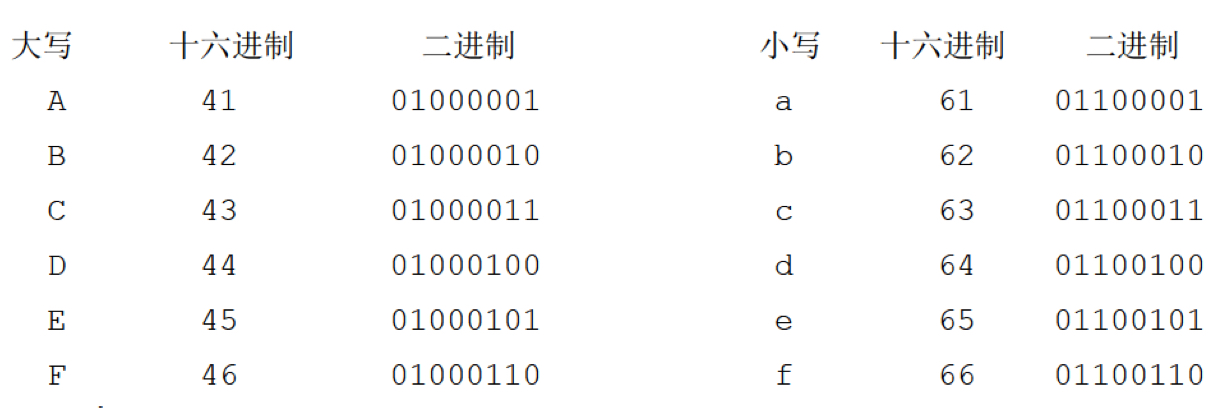 大写 十六进制 二进制 小写 十六进制 二进制
A 41 01000001 a 61 01100001
B 42 01000010 b 62 01100010
C 43 01000011 c 63 01100011
D 44 01000100 d 64 01100100
E 45 01000101 e 65 01100101
F 46 01000110 f 66 01100110